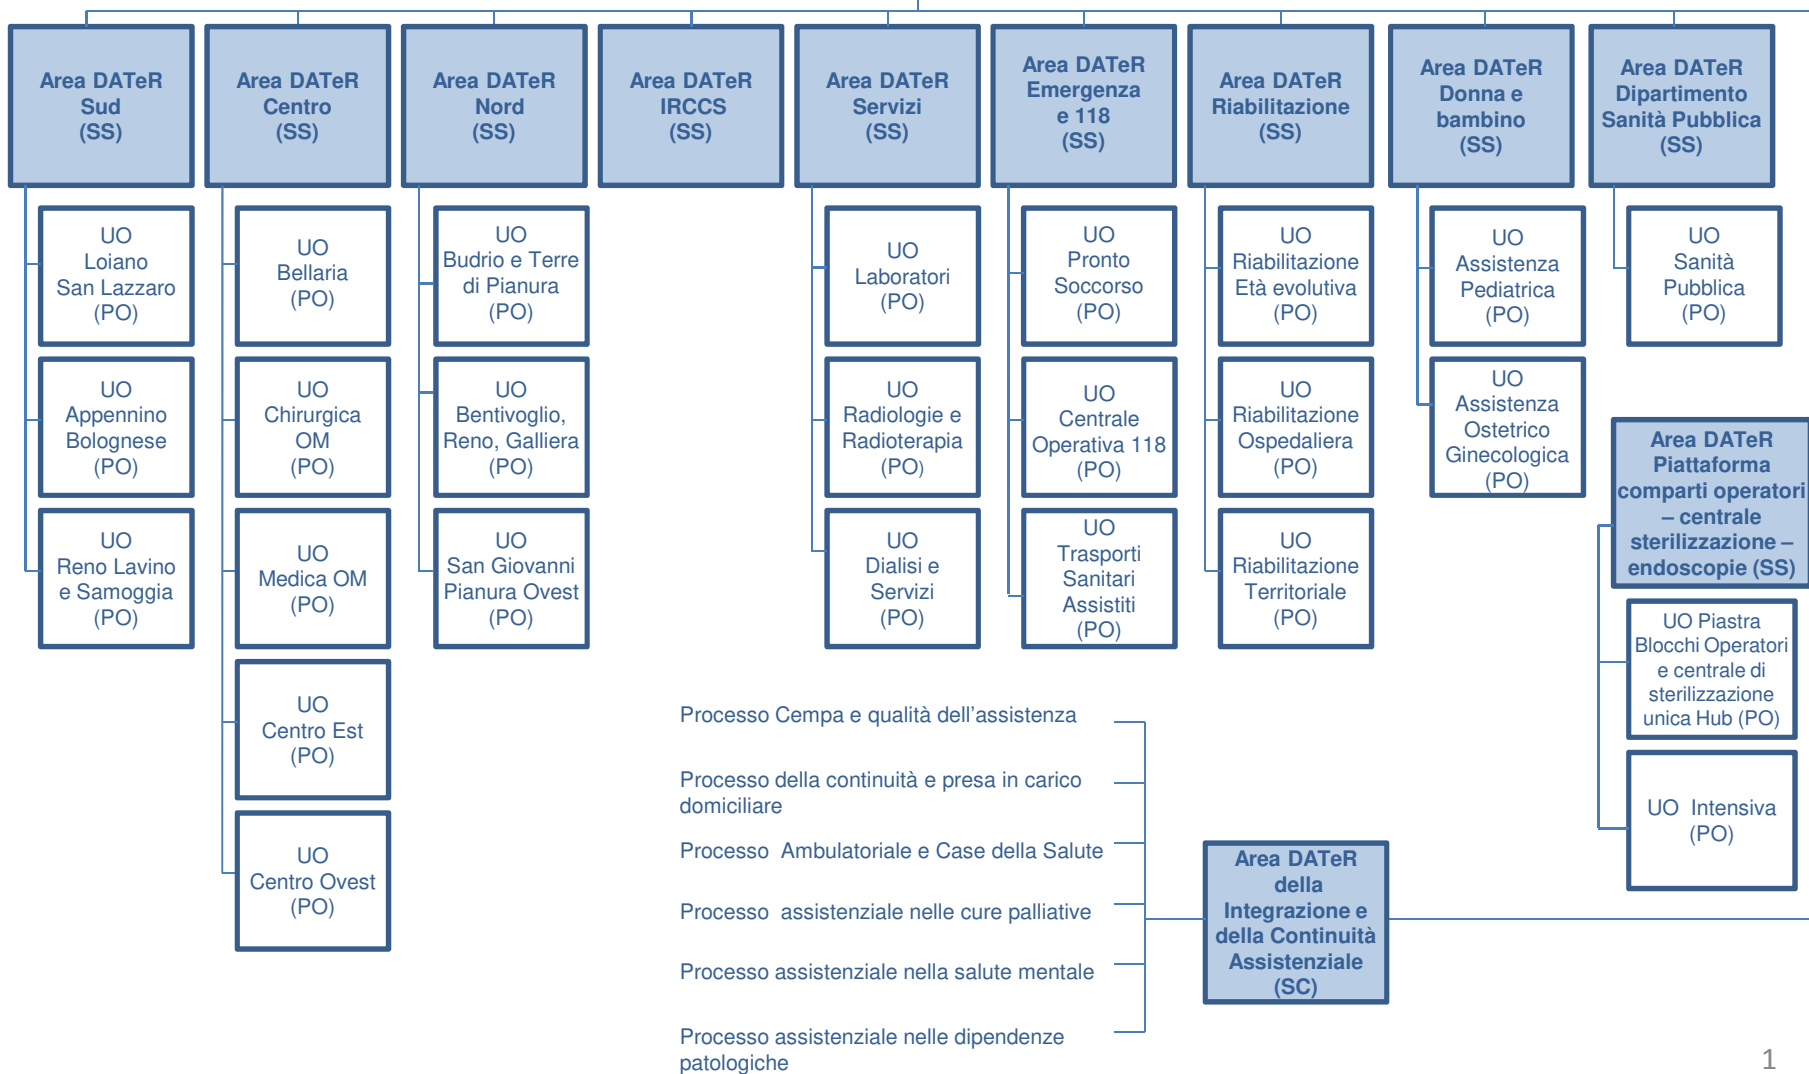 Area DATeR
Sud
(SS)
Area DATeR
Centro
(SS)
Area DATeR
Nord
(SS)
Area DATeR
IRCCS
(SS)
Area DATeR
Servizi
(SS)
Area DATeR
Emergenza
e 118
(SS)
Area DATeR
Riabilitazione
(SS)
Area DATeR
Donna e
bambino
(SS)
Area DATeR
Dipartimento
Sanità Pubblica
(SS)
UO
Loiano
San Lazzaro
(PO)
UO
Appennino
Bolognese
(PO)
UO
Reno Lavino
e Samoggia
(PO)
UO
Bellaria
(PO)
UO
Chirurgica
OM
(PO)
UO
Medica OM
(PO)
UO
Centro Est
(PO)
UO
Centro Ovest
(PO)
UO
Budrio e Terre
di Pianura
(PO)
UO
Bentivoglio,
Reno, Galliera
(PO)
UO
San Giovanni
Pianura Ovest
(PO)
UO
Laboratori
(PO)
UO
Radiologie e
Radioterapia
(PO)
UO
Dialisi e
Servizi
(PO)
UO
Pronto
Soccorso
(PO)
UO
Centrale
Operativa 118
(PO)
UO
Trasporti
Sanitari
Assistiti
(PO)
UO
Riabilitazione
Età evolutiva
(PO)
UO
Riabilitazione
Ospedaliera
(PO)
UO
Riabilitazione
Territoriale
(PO)
UO
Assistenza
Pediatrica
(PO)
UO
Assistenza
Ostetrico
Ginecologica
(PO)
UO
Sanità
Pubblica
(PO)
Area DATeR
Piattaforma
comparti operatori
– centrale
sterilizzazione –
endoscopie (SS)
UO Piastra
Blocchi Operatori
e centrale di
sterilizzazione
unica Hub (PO)
UO Intensiva
(PO)
Processo Cempa e qualità dell’assistenza
Processo della continuità e presa in carico
domiciliare
Processo Ambulatoriale e Case della Salute
Processo assistenziale nelle cure palliative
Processo assistenziale nella salute mentale
Processo assistenziale nelle dipendenze
patologiche
Area DATeR
della
Integrazione e
della Continuità
Assistenziale
(SC)
1